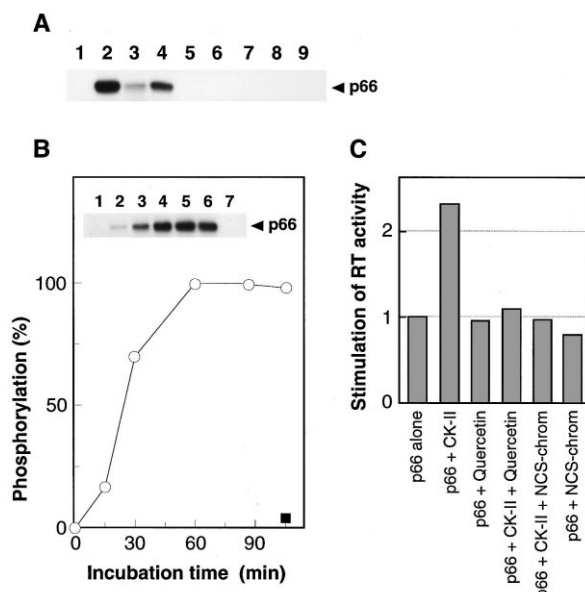 A
1 2 3 4 5 6 7 8 9
p66
B
1 2 3 4 5 6 7
p66
100
50
0
Phosphorylation (%)
0 30 60 90
Incubation time (min)
C
2
1
0
Stimulation of RT activity
p66 alone
p66 + CK-II
p66 + Quercetin
p66 + CK-II + Quercetin
p66 + CK-II + NCS-chrom
p66 + NCS-chrom